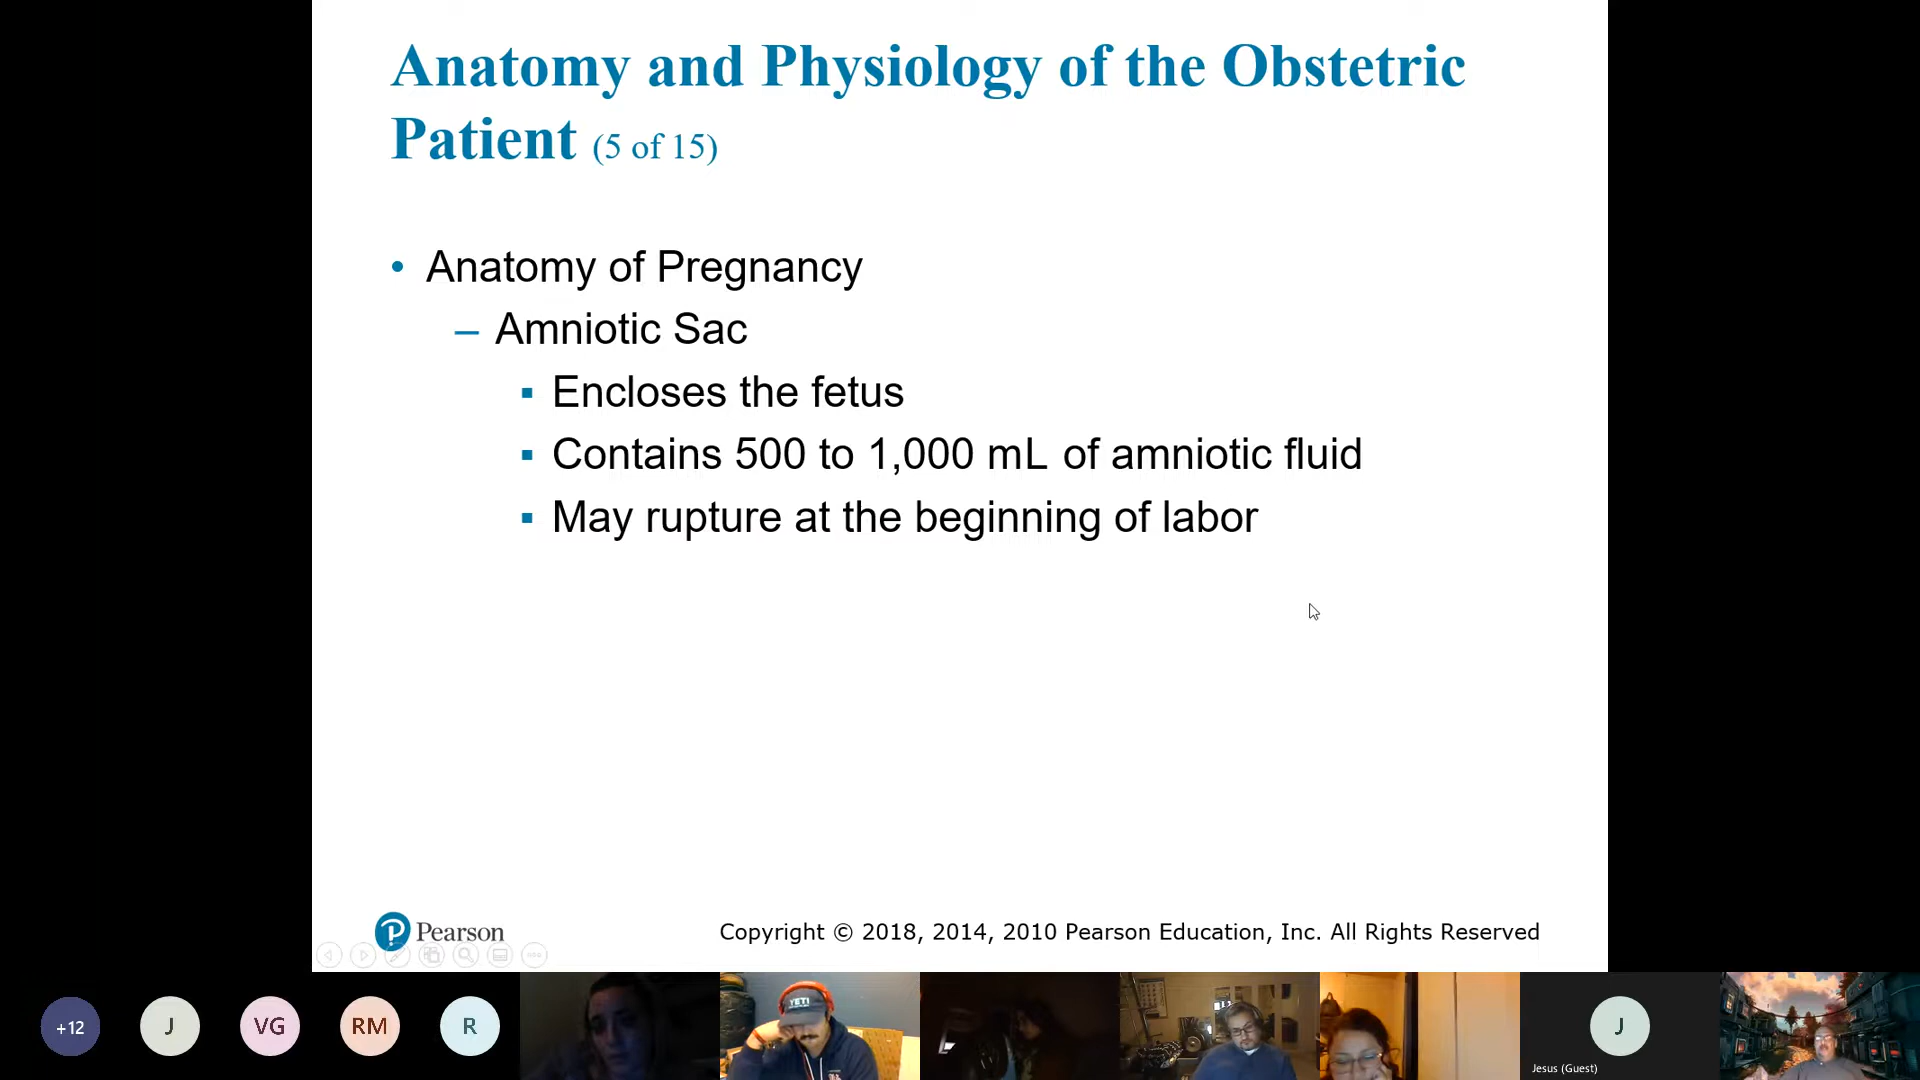 Anatomy and Physiology of the Obstetric
Patient (5 of 15)
• Anatomy of Pregnancy
– Amniotic Sac
▪ Encloses the fetus
▪ Contains 500 to 1,000 mL of amniotic fluid
▪ May rupture at the beginning of labor
Pearson
Copyright © 2018, 2014, 2010 Pearson Education, Inc. All Rights Reserved
+12
J
VG
RM
R
YETI
J
Jesus (Guest)